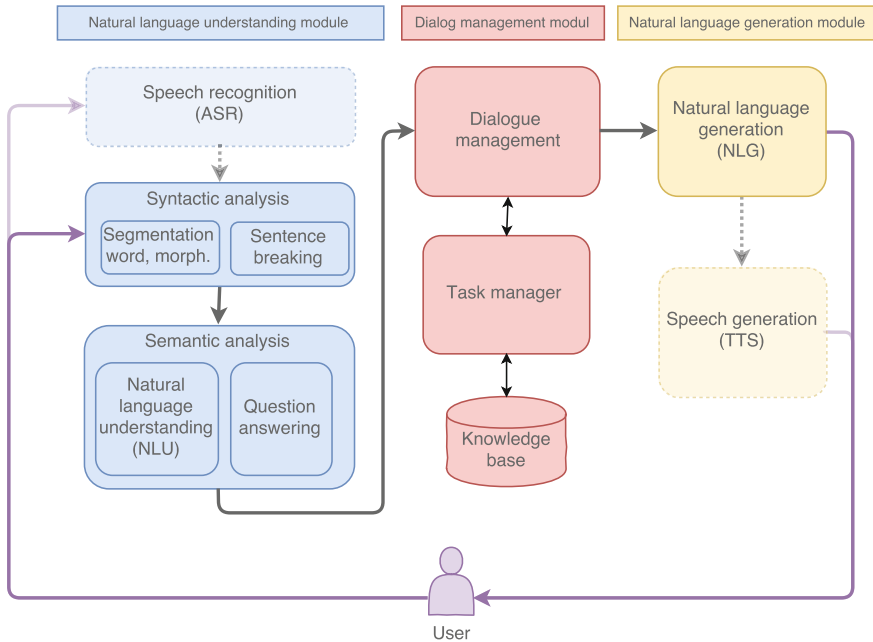 Natural language understanding module
Dialog management modul
Natural language generation module
Speech recognition
(ASR)
Syntactic analysis
Segmentation
word, morph.
Sentence
breaking
Semantic analysis
Natural
language
understanding
(NLU)
Question
answering
Dialogue
management
Task manager
Knowledge
base
Natural language
generation
(NLG)
Speech generation
(TTS)
User